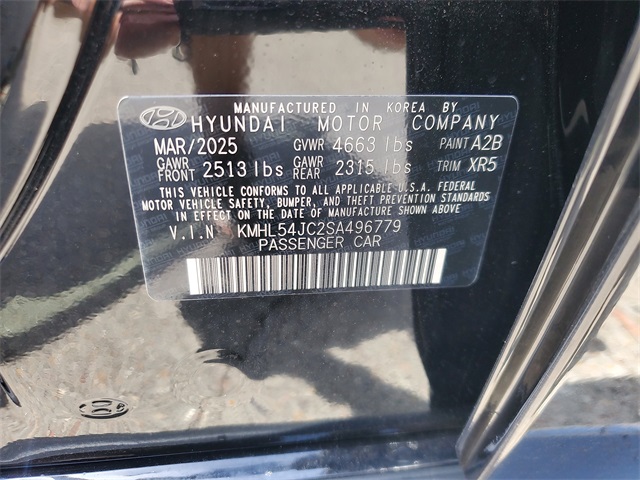 MANUFACTURED IN KOREA BY
HYUNDAI MOTOR COMPANY
MAR/2025 GVWR 4663 lbs PAINT A2B
GAWR FRONT 2513 lbs GAWR REAR 2315 lbs TRIM XR5
THIS VEHICLE CONFORMS TO ALL APPLICABLE U.S.A. FEDERAL
MOTOR VEHICLE SAFETY, BUMPER, AND THEFT PREVENTION STANDARDS
IN EFFECT ON THE DATE OF MANUFACTURE SHOWN ABOVE
V.I.N. KMHL54JC2SA496779
PASSENGER CAR